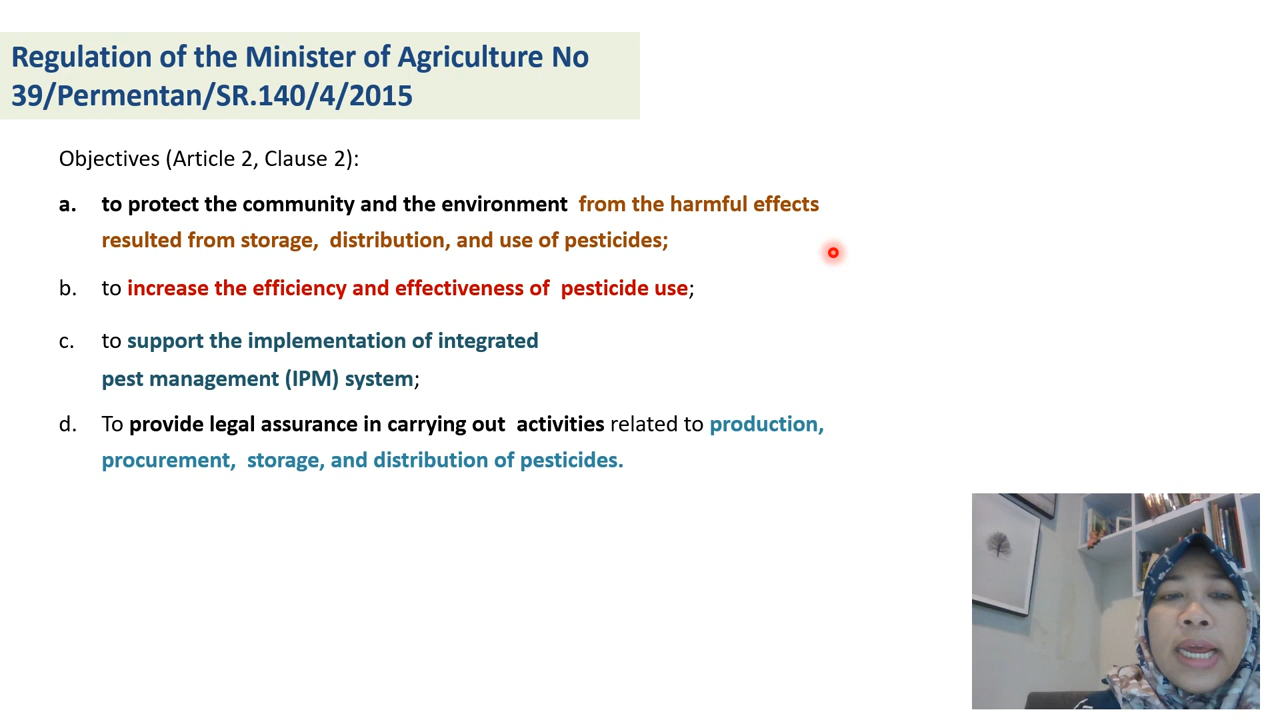 Regulation of the Minister of Agriculture No
39/Permentan/SR.140/4/2015
Objectives (Article 2, Clause 2):
a. to protect the community and the environment from the harmful effects
resulted from storage, distribution, and use of pesticides;
b. to increase the efficiency and effectiveness of pesticide use;
c. to support the implementation of integrated
pest management (IPM) system;
d. To provide legal assurance in carrying out activities related to production,
procurement, storage, and distribution of pesticides.